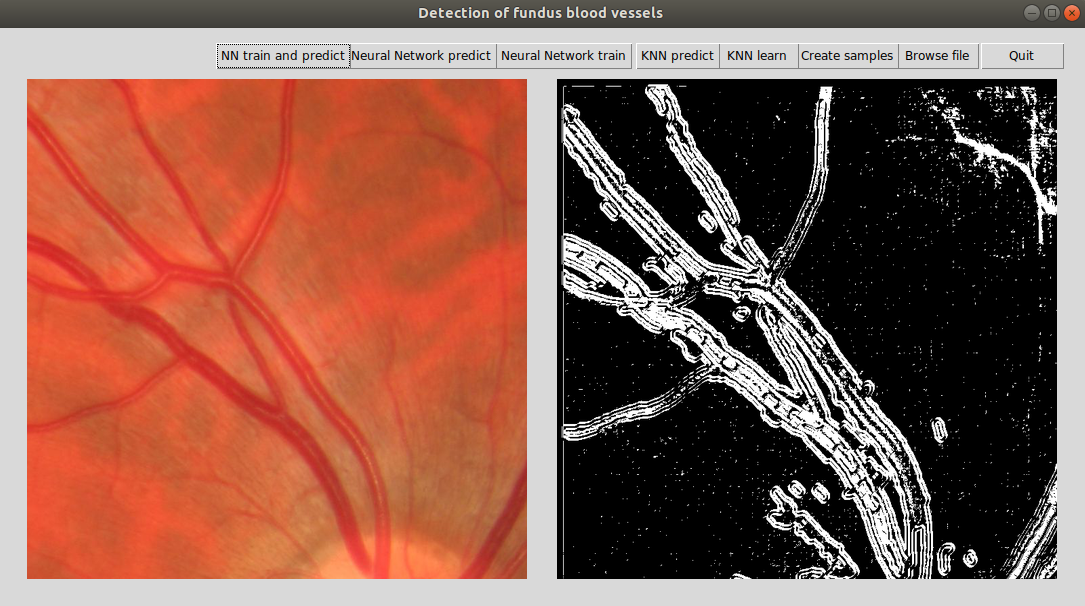 Detection of fundus blood vessels
NN train and predict Neural Network predict Neural Network train KNN predict KNN learn Create samples Browse file Quit